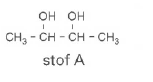 OH OH
CH₃ - CH - CH - CH₃
stof A